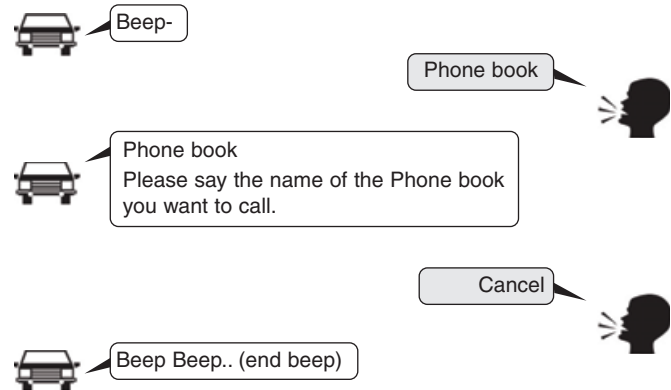 Beep-
Phone book
Phone book
Please say the name of the Phone book
you want to call.
Cancel
Beep Beep.. (end beep)